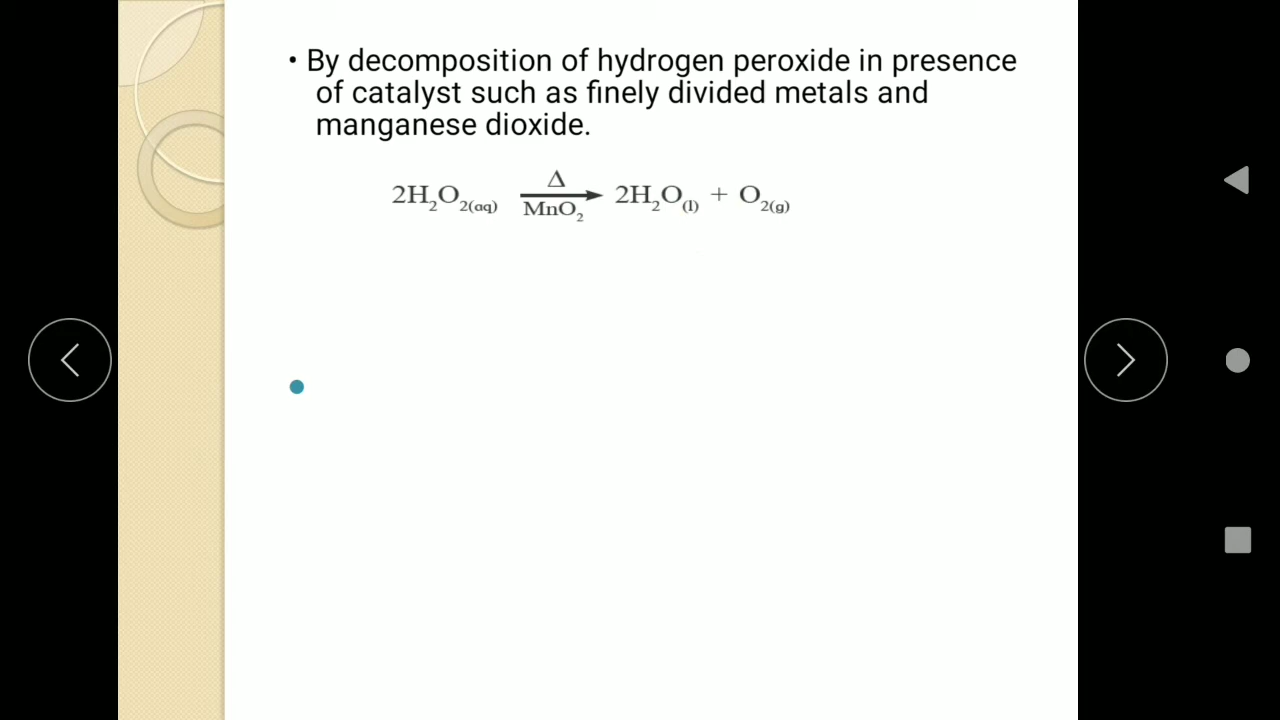 • By decomposition of hydrogen peroxide in presence
of catalyst such as finely divided metals and
manganese dioxide.
2H₂O₂(aq) —Δ/MnO₂→ 2H₂O(l) + O₂(g)